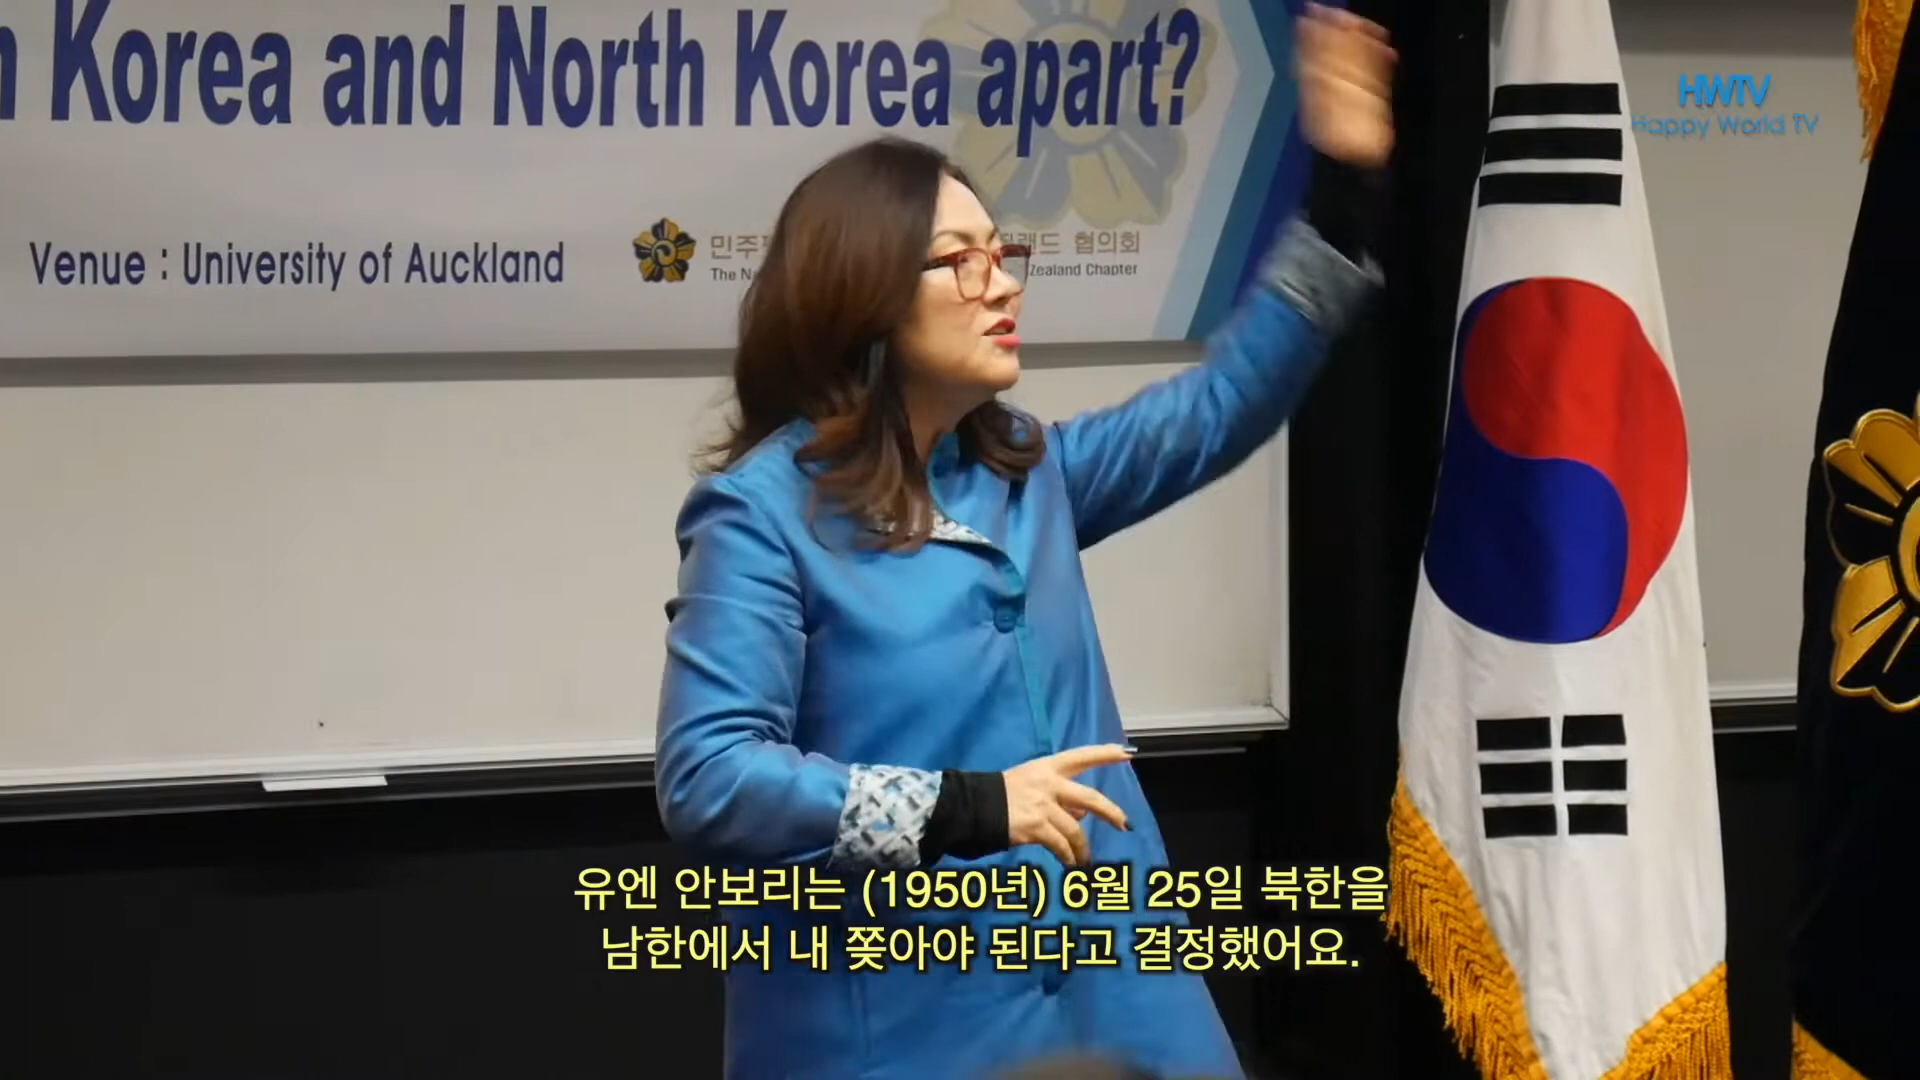 Korea and North Korea apart?
HWTV
Happy World TV
Venue : University of Auckland
민주 랜드 협의회
The Zealand Chapter
유엔 안보리는 (1950년) 6월 25일 북한을
남한에서 내 쫒아야 된다고 결정했어요.